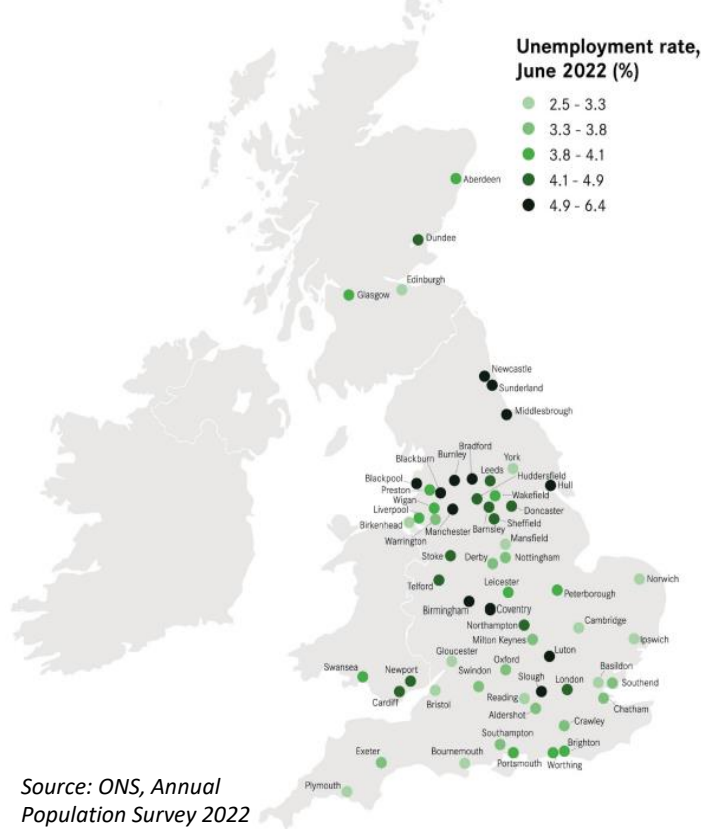 Unemployment rate,
June 2022 (%)
2.5 - 3.3
3.3 - 3.8
3.8 - 4.1
4.1 - 4.9
4.9 - 6.4
Aberdeen
Dundee
Edinburgh
Glasgow
Newcastle
Sunderland
Middlesbrough
Bradford
Burnley
Blackburn
York
Leeds
Huddersfield
Blackpool
Hull
Preston
Wakefield
Wigan
Liverpool
Doncaster
Birkenhead
Sheffield
Manchester
Barnsley
Warrington
Mansfield
Stoke
Derby
Nottingham
Telford
Leicester
Peterborough
Norwich
Birmingham
Coventry
Northampton
Cambridge
Milton Keynes
Ipswich
Gloucester
Luton
Oxford
Basildon
Swansea
Newport
Swindon
Slough
London
Southend
Cardiff
Bristol
Reading
Chatham
Aldershot
Crawley
Southampton
Brighton
Exeter
Bournemouth
Portsmouth
Worthing
Plymouth
Source: ONS, Annual
Population Survey 2022